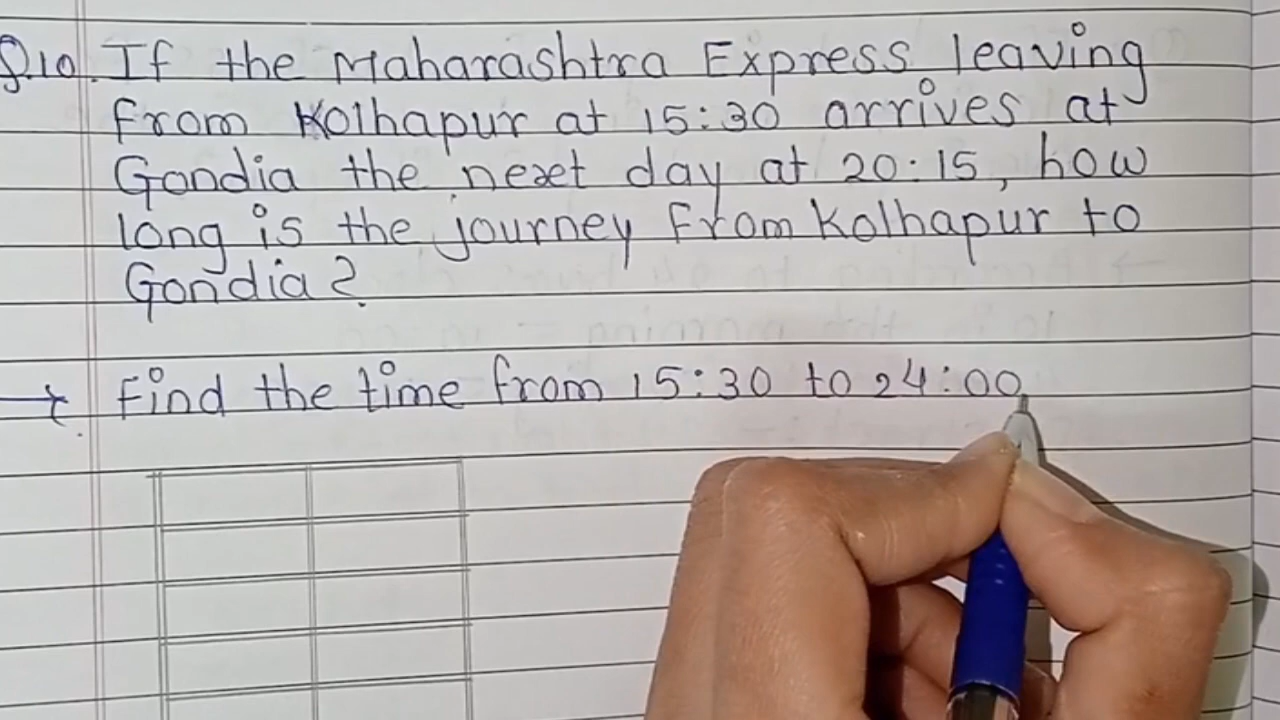 Q.10. If the Maharashtra Express leaving
from Kolhapur at 15:30 arrives at
Gondia the next day at 20:15, how
long is the journey from Kolhapur to
Gondia?
→ Find the time from 15:30 to 24:00